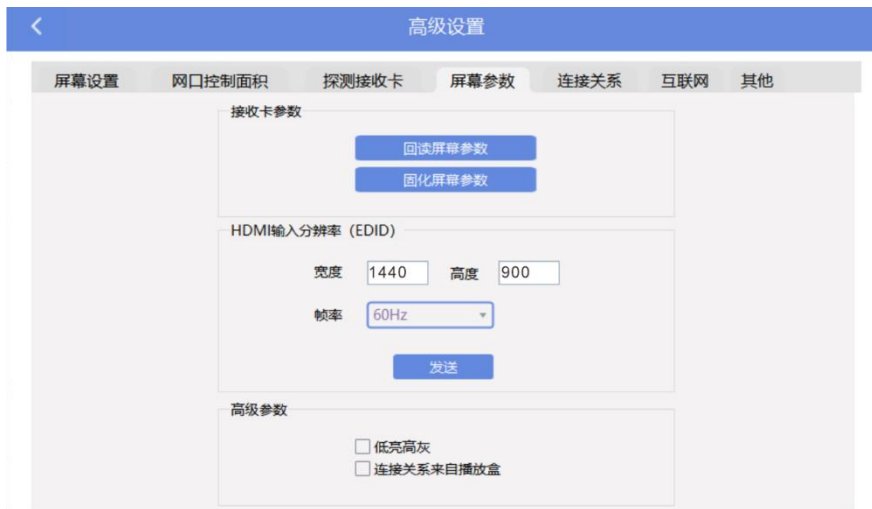 高级设置
屏幕设置 网口控制面积 探测接收卡 屏幕参数 连接关系 互联网 其他
接收卡参数
回读屏幕参数
固化屏幕参数
HDMI输入分辨率（EDID）
宽度 1440 高度 900
帧率 60Hz
发送
高级参数
低亮高灰
连接关系来自播放盒